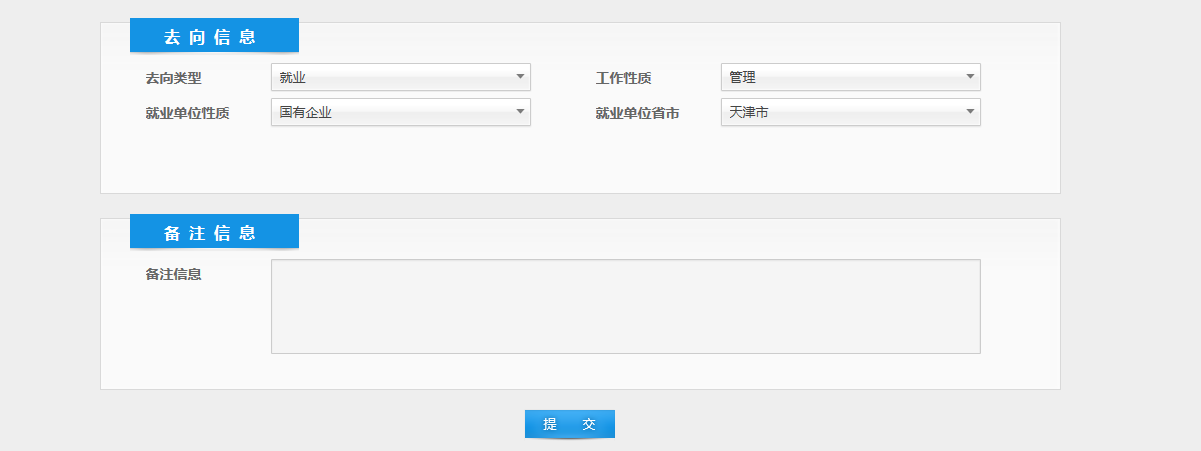 去向信息
去向类型 就业 工作性质 管理
就业单位性质 国有企业 就业单位省市 天津市
备注信息
备注信息
提 交